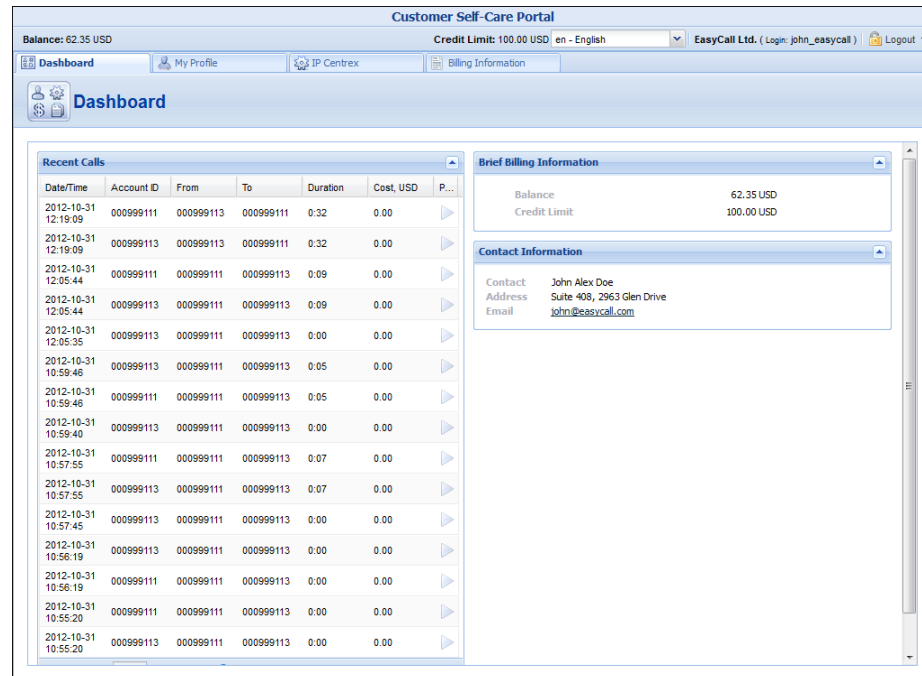 Customer Self-Care Portal
Balance: 62.35 USD Credit Limit: 100.00 USD en - English EasyCall Ltd. ( Login: john_easycall ) Logout
Dashboard My Profile IP Centrex Billing Information
Dashboard
Recent Calls
Date/Time Account ID From To Duration Cost, USD P...
2012-10-31
12:19:09 000999111 000999113 000999111 0:32 0.00
2012-10-31
12:19:09 000999113 000999113 000999111 0:32 0.00
2012-10-31
12:05:44 000999111 000999111 000999113 0:09 0.00
2012-10-31
12:05:44 000999113 000999111 000999113 0:09 0.00
2012-10-31
12:05:35 000999113 000999111 000999113 0:00 0.00
2012-10-31
10:59:46 000999113 000999111 000999113 0:05 0.00
2012-10-31
10:59:46 000999111 000999111 000999113 0:05 0.00
2012-10-31
10:59:40 000999113 000999111 000999113 0:00 0.00
2012-10-31
10:57:55 000999111 000999111 000999113 0:07 0.00
2012-10-31
10:57:55 000999113 000999111 000999113 0:07 0.00
2012-10-31
10:57:45 000999113 000999111 000999113 0:00 0.00
2012-10-31
10:56:19 000999113 000999111 000999113 0:00 0.00
2012-10-31
10:56:19 000999111 000999111 000999113 0:00 0.00
2012-10-31
10:55:20 000999111 000999111 000999113 0:00 0.00
2012-10-31
10:55:20 000999113 000999111 000999113 0:00 0.00
Brief Billing Information
Balance 62.35 USD
Credit Limit 100.00 USD
Contact Information
Contact John Alex Doe
Address Suite 408, 2963 Glen Drive
Email john@easycall.com